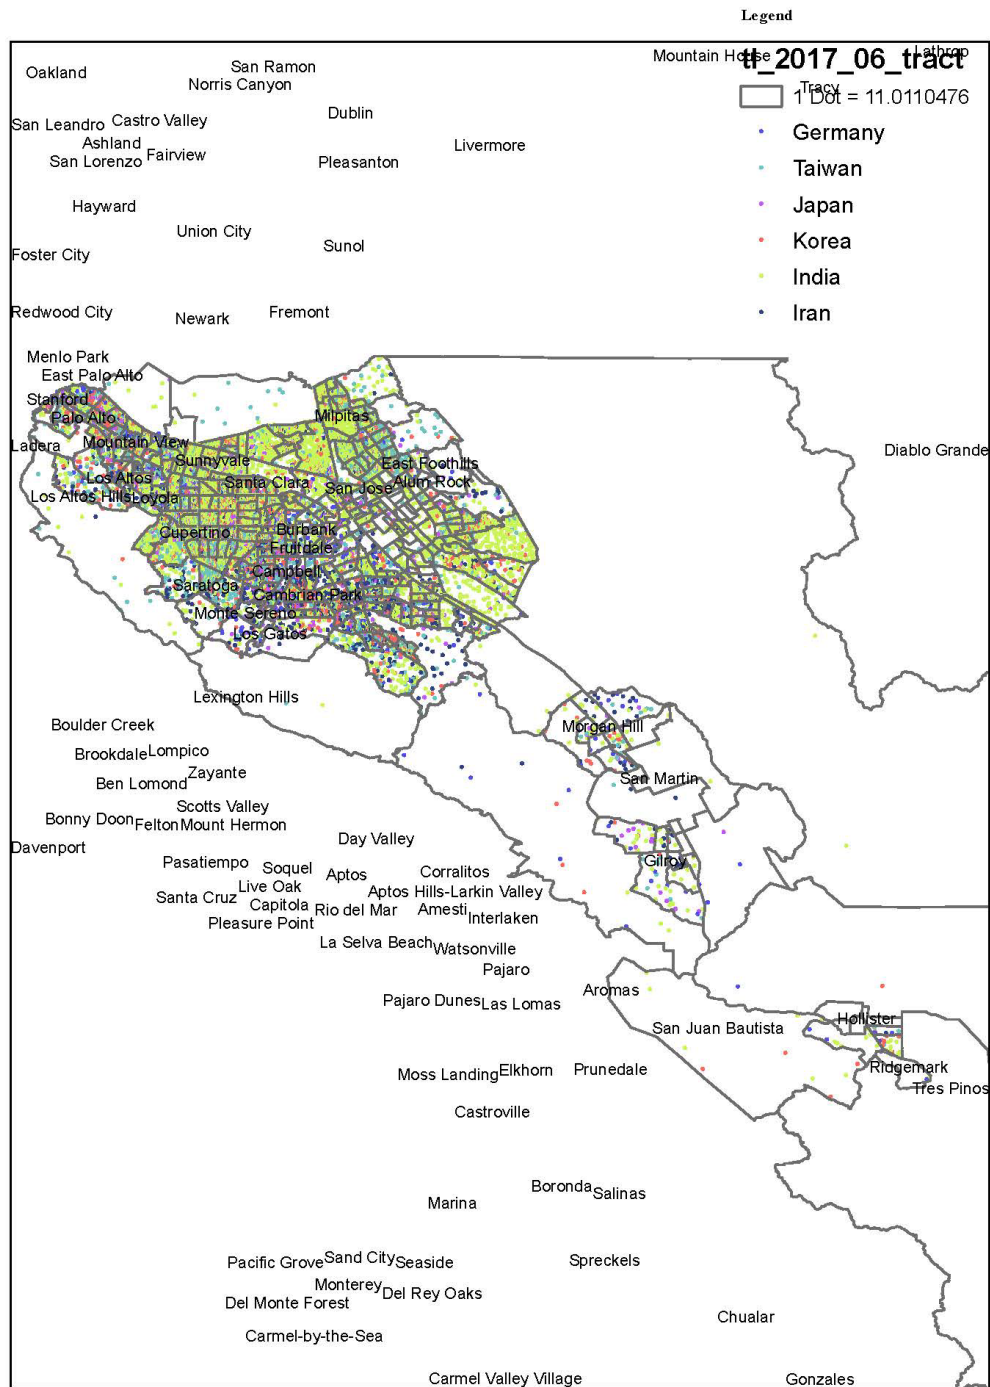 Legend
Mountain House
Lathrop
tl_2017_06_tract
Oakland
San Ramon
Norris Canyon
Tracy
1 Dot = 11.0110476
San Leandro
Castro Valley
Dublin
Germany
Ashland
Livermore
San Lorenzo
Fairview
Pleasanton
Taiwan
Hayward
Japan
Union City
Sunol
Korea
Foster City
India
Redwood City
Newark
Fremont
Iran
Menlo Park
East Palo Alto
Stanford
Palo Alto
Milpitas
Ladera
Mountain View
Diablo Grande
Sunnyvale
East Foothills
Los Altos
Santa Clara
San Jose
Alum Rock
Los Altos Hills
Loyola
Cupertino
Burbank
Fruitdale
Campbell
Saratoga
Cambrian Park
Monte Sereno
Los Gatos
Lexington Hills
Boulder Creek
Morgan Hill
Brookdale
Lompico
Zayante
San Martin
Ben Lomond
Scotts Valley
Bonny Doon
Felton
Mount Hermon
Davenport
Day Valley
Pasatiempo
Soquel
Gilroy
Aptos
Corralitos
Live Oak
Santa Cruz
Aptos Hills-Larkin Valley
Capitola
Rio del Mar
Amesti
Interlaken
Pleasure Point
La Selva Beach
Watsonville
Pajaro
Aromas
Pajaro Dunes
Las Lomas
San Juan Bautista
Hollister
Moss Landing
Elkhorn
Prunedale
Ridgemark
Tres Pinos
Castroville
Marina
Boronda
Salinas
Pacific Grove
Sand City
Seaside
Spreckels
Monterey
Del Rey Oaks
Del Monte Forest
Chualar
Carmel-by-the-Sea
Carmel Valley Village
Gonzales